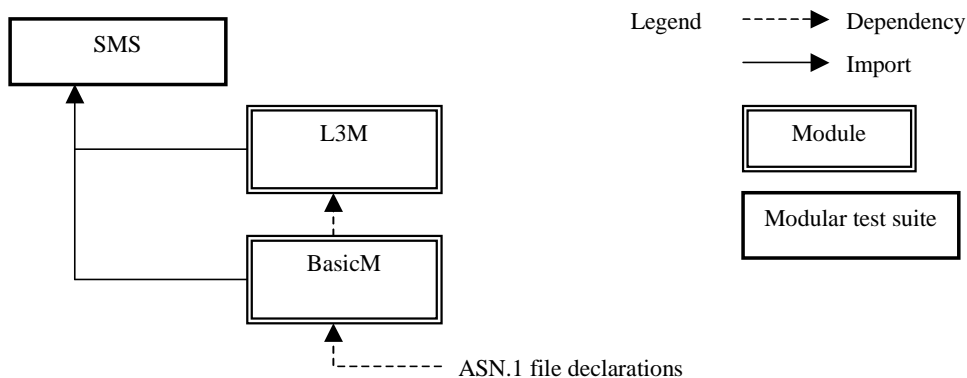 Legend
Dependency
SMS
Import
L3M
Module
Modular test suite
BasicM
ASN.1 file declarations